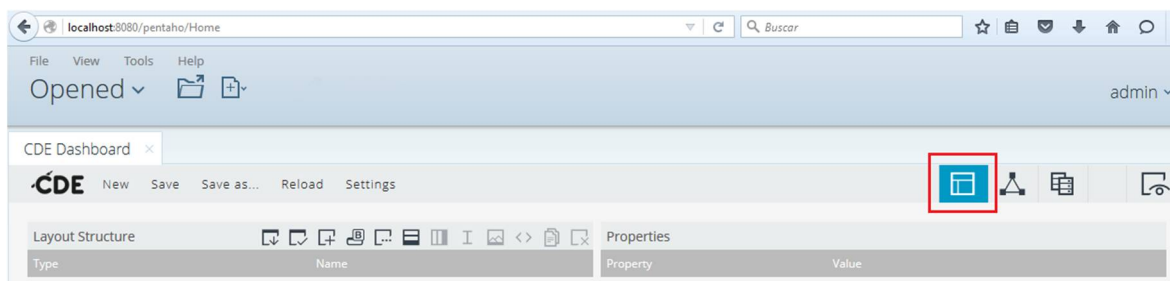 localhost:8080/pentaho/Home
Buscar
File View Tools Help
Opened
admin
CDE Dashboard
CDE New Save Save as... Reload Settings
Layout Structure
Properties
Type Name
Property Value